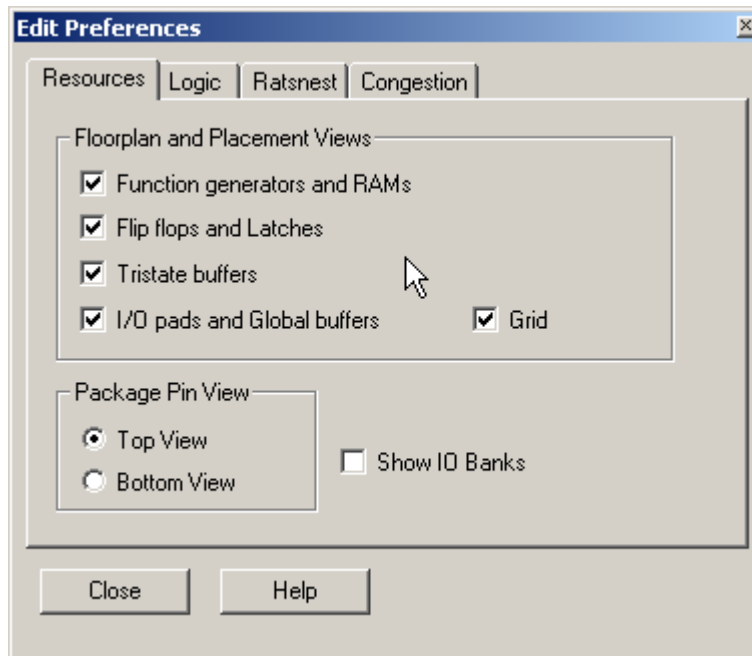 Edit Preferences
Resources Logic Ratsnest Congestion
Floorplan and Placement Views
Function generators and RAMs
Flip flops and Latches
Tristate buffers
I/O pads and Global buffers Grid
Package Pin View
Top View
Show IO Banks
Bottom View
Close Help